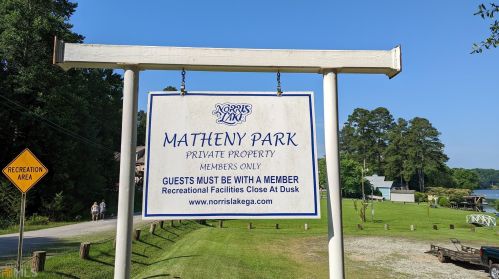 NORRIS
LAKE
MATHENY PARK
PRIVATE PROPERTY
MEMBERS ONLY
GUESTS MUST BE WITH A MEMBER
Recreational Facilities Close At Dusk
www.norrislakega.com
RECREATION
AREA